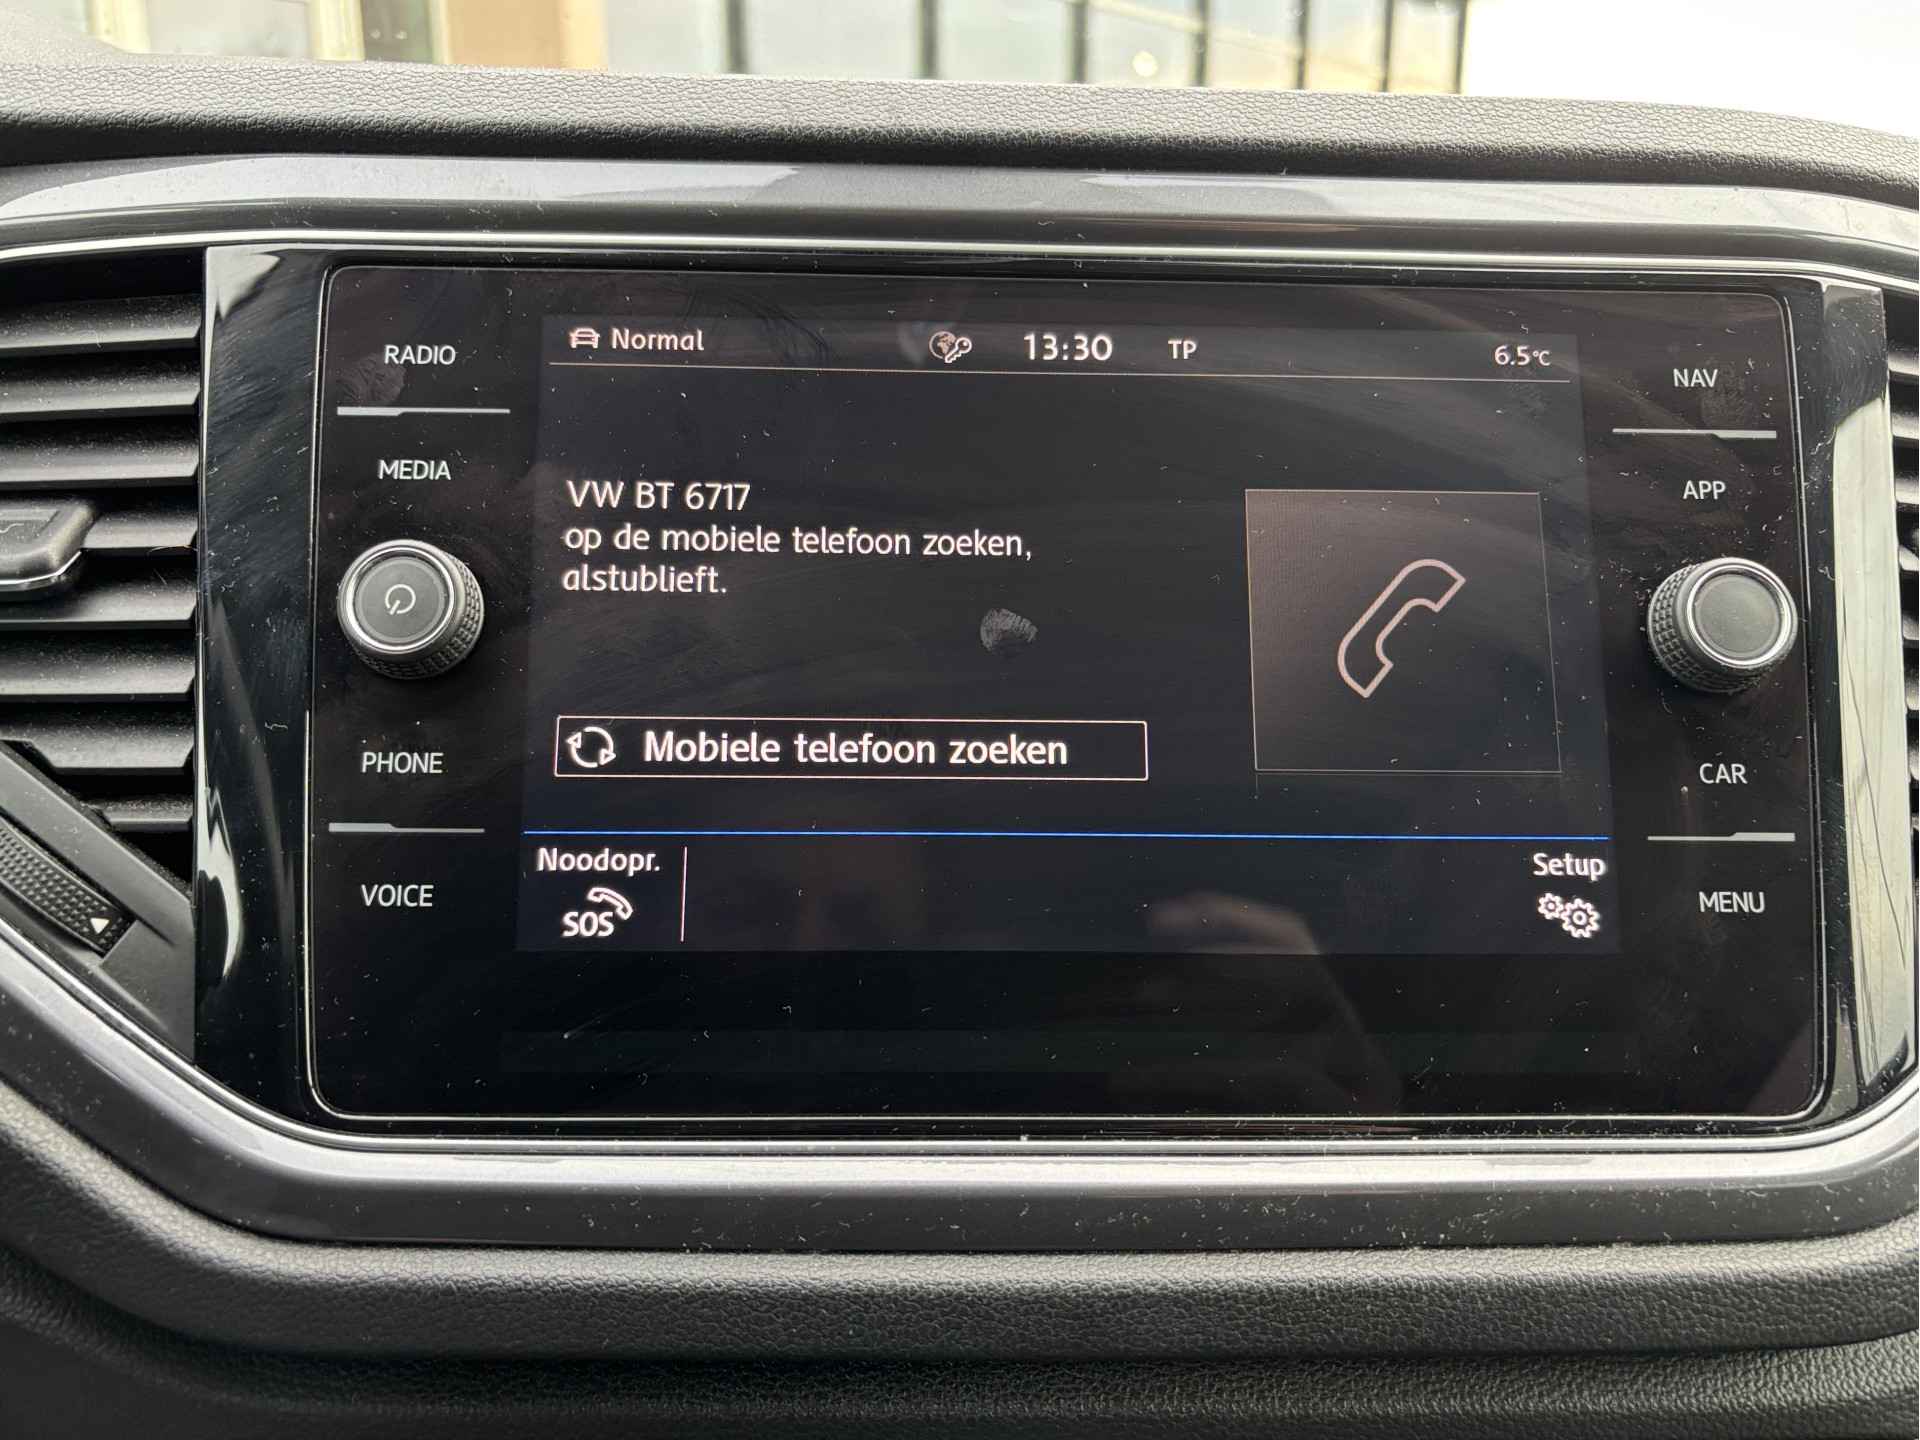 RADIO
MEDIA
PHONE
VOICE
Normal
13:30
TP
6.5°C
VW BT 6717
op de mobiele telefoon zoeken,
alstublieft.
Mobiele telefoon zoeken
Noodopr.
SOS
Setup
NAV
APP
CAR
MENU